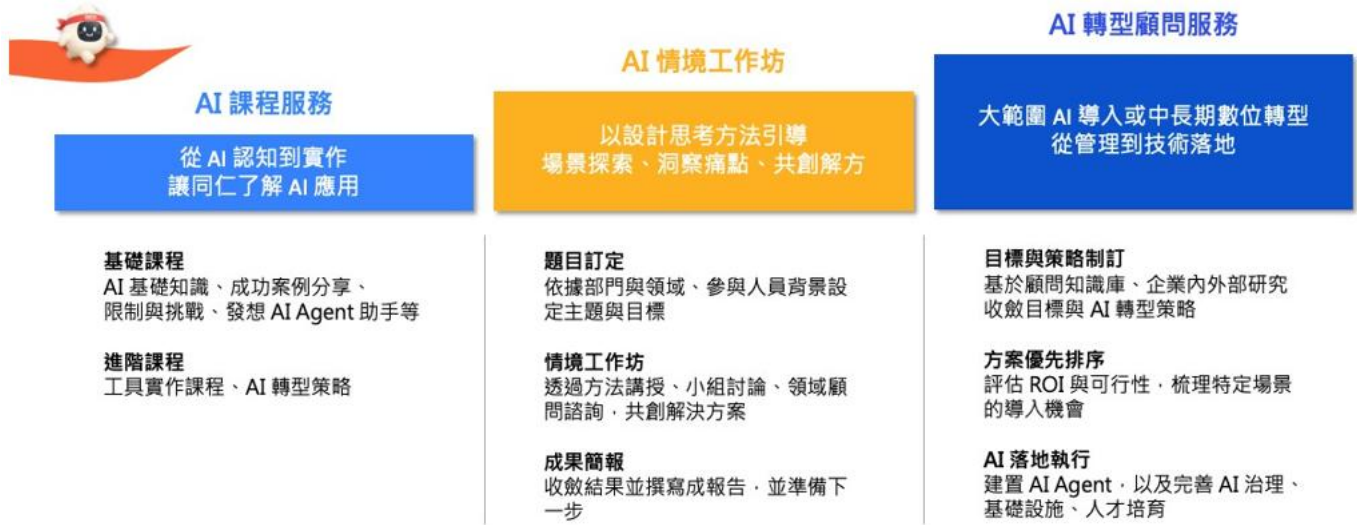 AI 課程服務
從 AI 認知到實作
讓同仁了解 AI 應用
基礎課程
AI 基礎知識、成功案例分享、
限制與挑戰、發想 AI Agent 助手等
進階課程
工具實作課程、AI 轉型策略
AI 情境工作坊
以設計思考方法引導
場景探索、洞察痛點、共創解方
題目訂定
依據部門與領域、參與人員背景設
定主題與目標
情境工作坊
透過方法講授、小組討論、領域顧
問諮詢，共創解決方案
成果簡報
收斂結果並撰寫成報告，並準備下
一步
AI 轉型顧問服務
大範圍 AI 導入或中長期數位轉型
從管理到技術落地
目標與策略制訂
基於顧問知識庫、企業內外部研究
收斂目標與 AI 轉型策略
方案優先排序
評估 ROI 與可行性，梳理特定場景
的導入機會
AI 落地執行
建置 AI Agent，以及完善 AI 治理、
基礎設施、人才培育